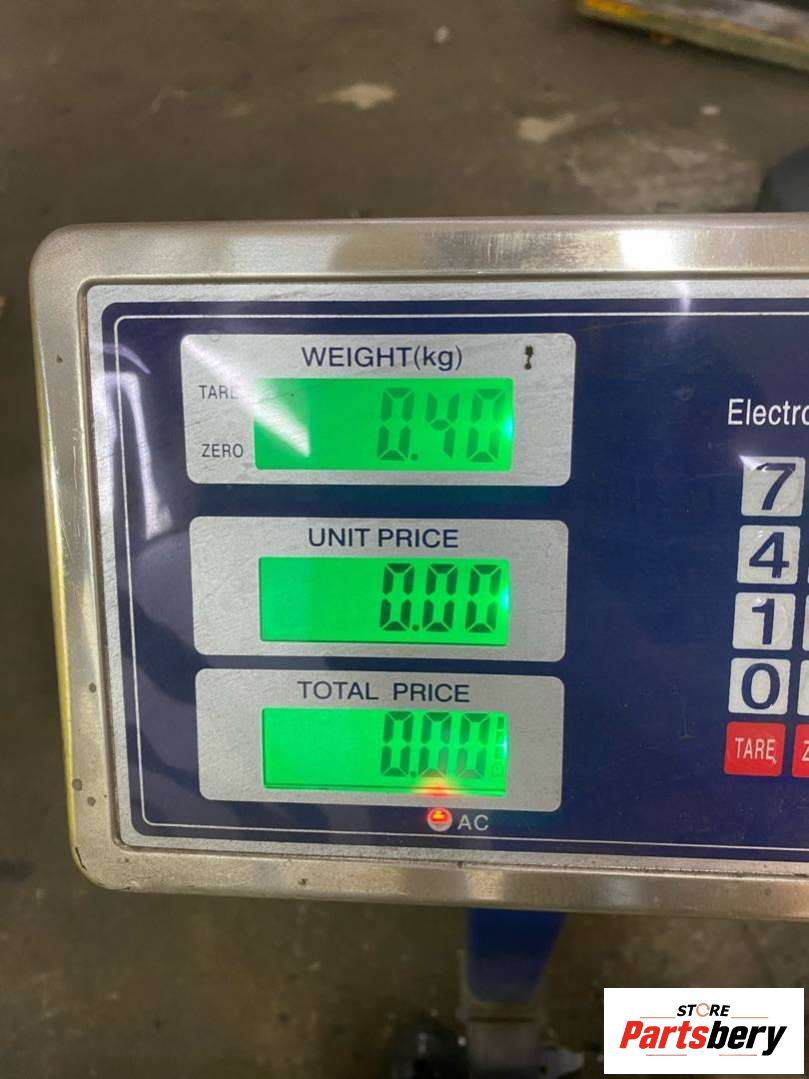 WEIGHT(kg)
TARE
0.40
ZERO
UNIT PRICE
0.00
TOTAL PRICE
0.00
AC
Electro
7
4
1
0
TARE
Z
STORE
Partsbery